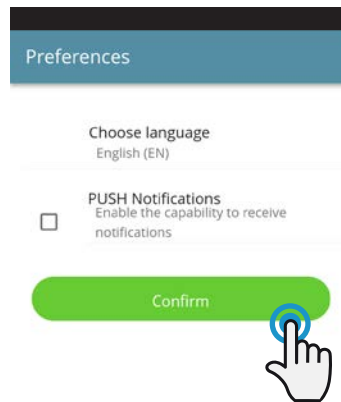 Preferences
Choose language
English (EN)
PUSH Notifications
Enable the capability to receive
notifications
Confirm